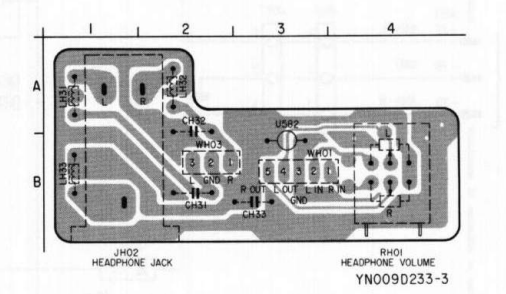 1 2 3 4
A
B
LH31
L
R
LH32
CH32
U582
L
LH33
WH03
3 2 1
L GND R
CH31
WH01
5 4 3 2 1
R OUT L OUT L IN R IN
GND
CH33
R
JH02
HEADPHONE JACK
RH01
HEADPHONE VOLUME
YN009D233-3